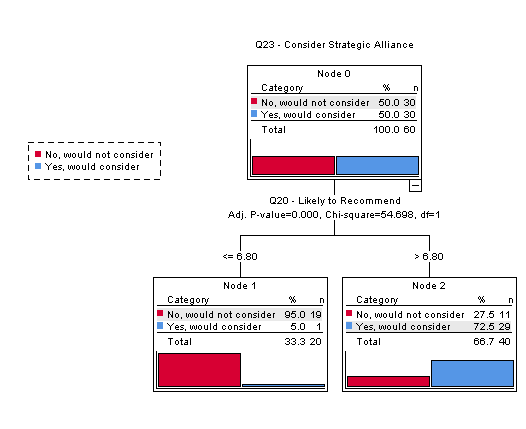 Q23 - Consider Strategic Alliance
Node 0
Category % n
No, would not consider 50.0 30
Yes, would consider 50.0 30
Total 100.0 60
No, would not consider
Yes, would consider
Q20 - Likely to Recommend
Adj. P-value=0.000, Chi-square=54.698, df=1
<= 6.80
> 6.80
Node 1
Category % n
No, would not consider 95.0 19
Yes, would consider 5.0 1
Total 33.3 20
Node 2
Category % n
No, would not consider 27.5 11
Yes, would consider 72.5 29
Total 66.7 40